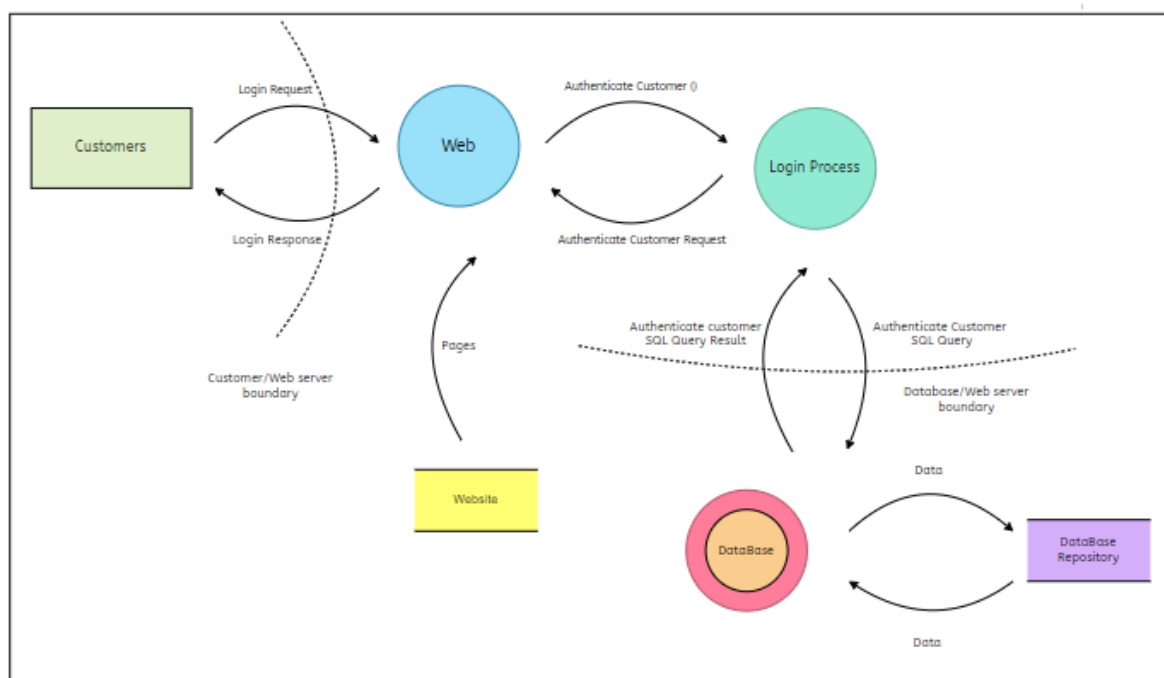 Login Request
Authenticate Customer ()
Customers
Web
Login Process
Login Response
Authenticate Customer Request
Authenticate customer
SQL Query Result
Authenticate Customer
SQL Query
Pages
Customer/Web server
boundary
Database/Web server
boundary
Website
Data
DataBase
DataBase
Repository
Data